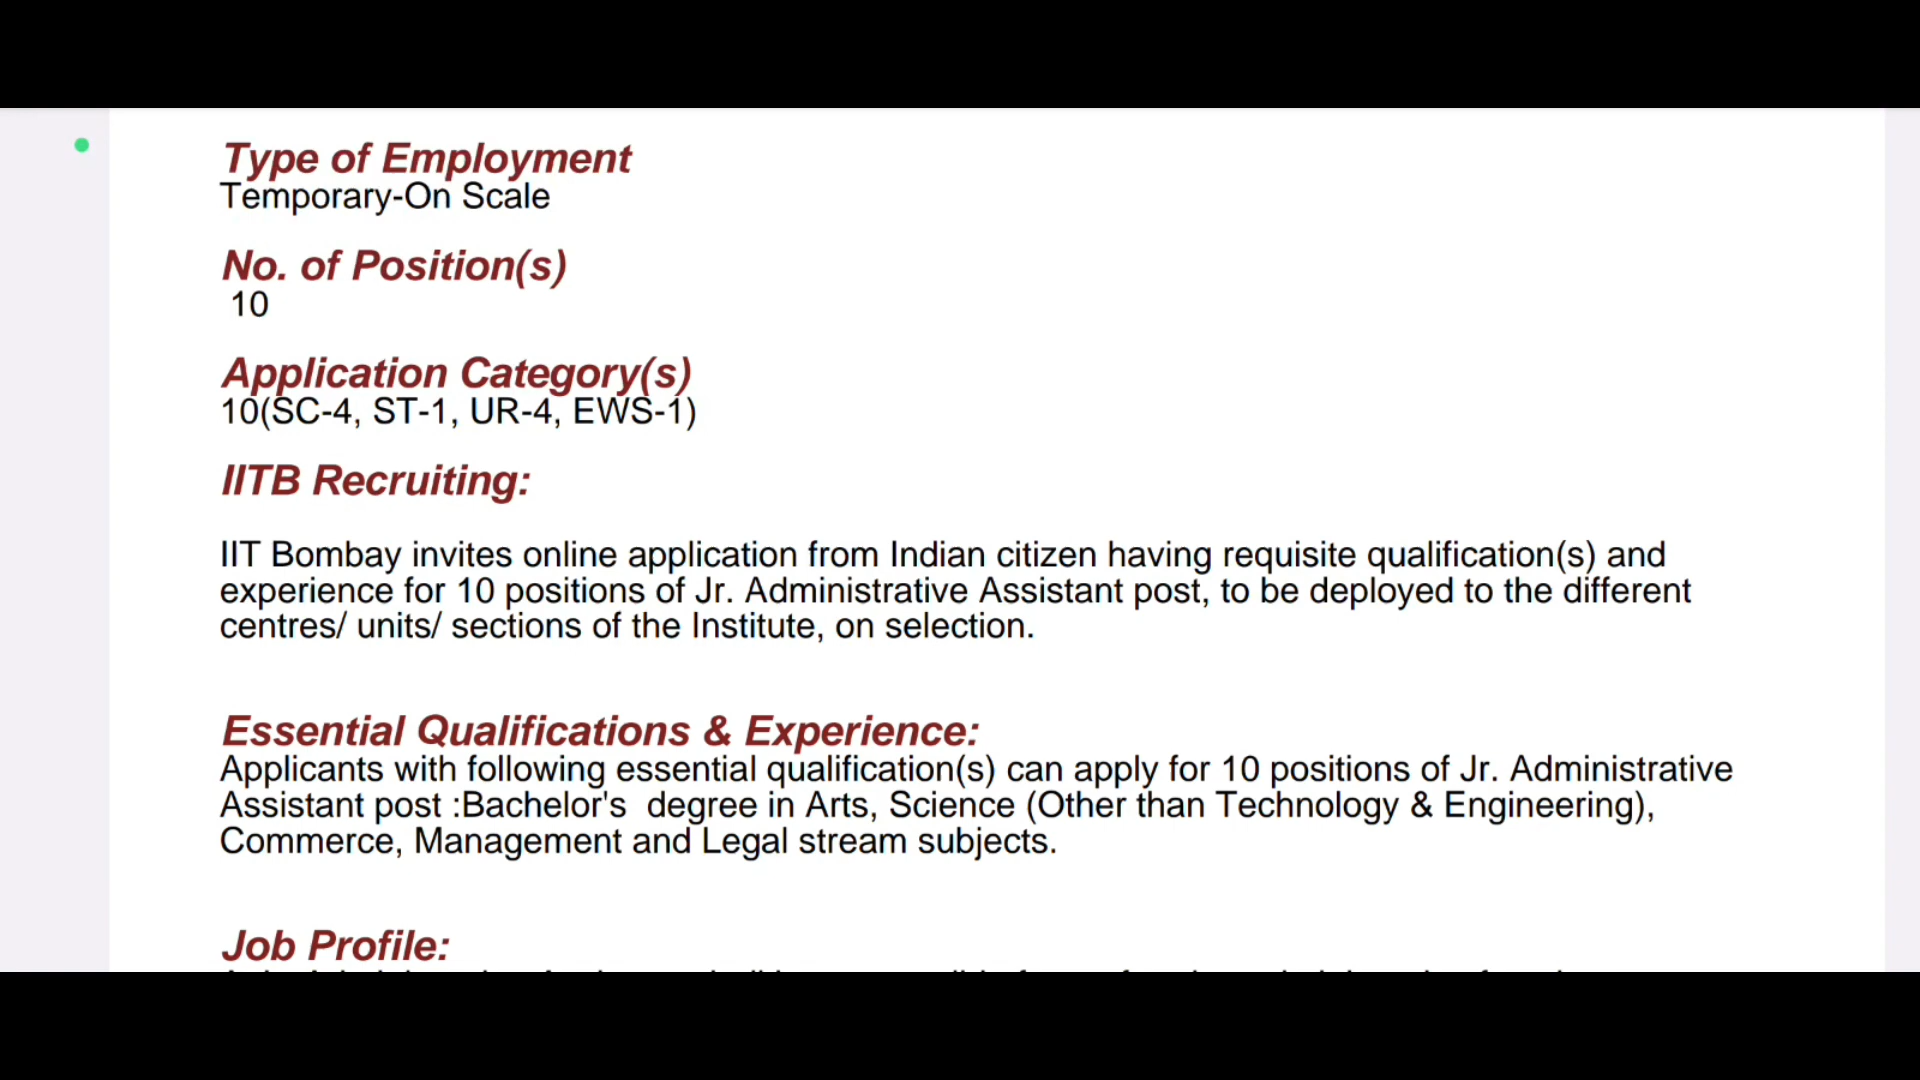 Type of Employment
Temporary-On Scale
No. of Position(s)
10
Application Category(s)
10(SC-4, ST-1, UR-4, EWS-1)
IITB Recruiting:
IIT Bombay invites online application from Indian citizen having requisite qualification(s) and
experience for 10 positions of Jr. Administrative Assistant post, to be deployed to the different
centres/ units/ sections of the Institute, on selection.
Essential Qualifications & Experience:
Applicants with following essential qualification(s) can apply for 10 positions of Jr. Administrative
Assistant post :Bachelor's  degree in Arts, Science (Other than Technology & Engineering),
Commerce, Management and Legal stream subjects.
Job Profile: